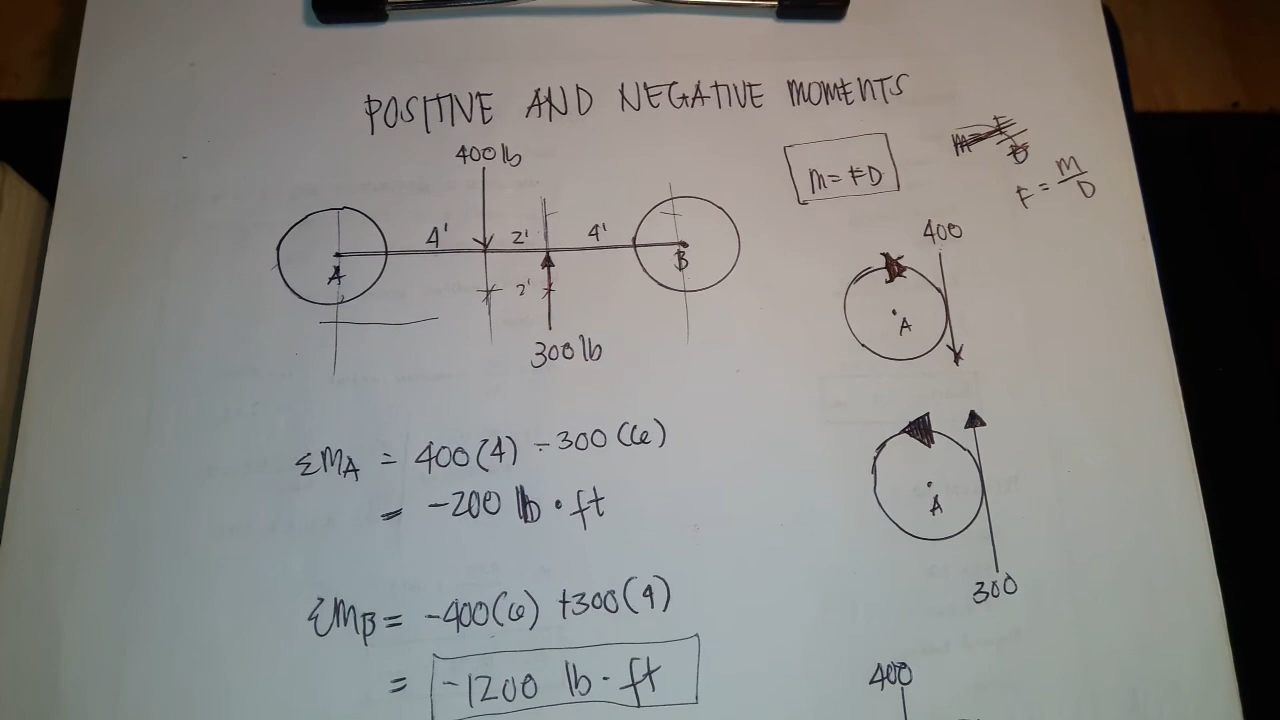 POSITIVE AND NEGATIVE MOMENTS
400 lb
M = FD
F = M/D
4' 2' 4'
A
B
2'
300 lb
400
A
ΣMA = 400(4) - 300(6)
= -200 lb • ft
A
300
ΣMB = -400(6) +300(4)
= -1200 lb · ft
400